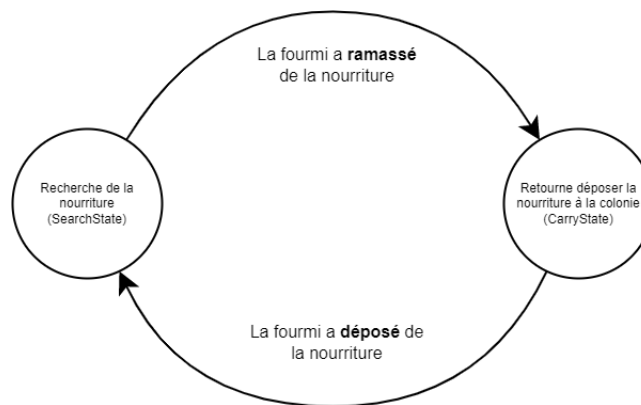 La fourmi a ramassé
de la nourriture
Recherche de la
nourriture
(SearchState)
Retourne déposer la
nourriture à la colonie
(CarryState)
La fourmi a déposé de
la nourriture